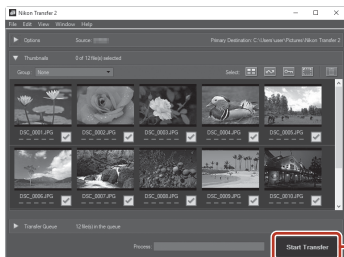 Nikon Transfer 2
File Edit View Window Help
Options Source: Primary Destination: C:\Users\user\Pictures\Nikon Transfer 2
Thumbnails 0 of 12 file(s) selected
Group: None Select:
DSC_0001.JPG DSC_0002.JPG DSC_0003.JPG DSC_0004.JPG DSC_0005.JPG
DSC_0006.JPG DSC_0007.JPG DSC_0008.JPG DSC_0009.JPG DSC_0010.JPG
Transfer Queue 12 file(s) in the queue
Process: Start Transfer